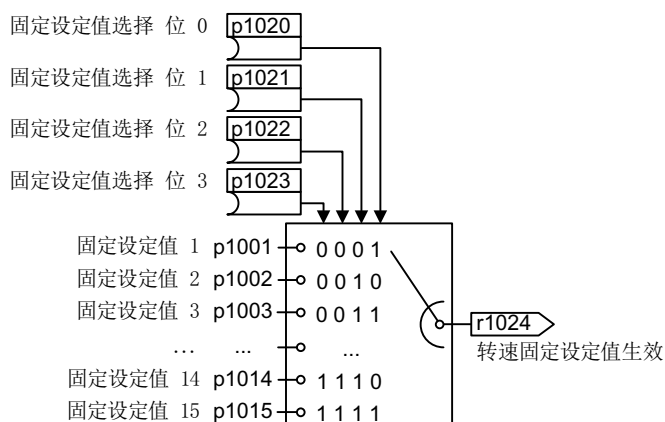 固定设定值选择 位 0 p1020
固定设定值选择 位 1 p1021
固定设定值选择 位 2 p1022
固定设定值选择 位 3 p1023
固定设定值 1 p1001 0 0 0 1
固定设定值 2 p1002 0 0 1 0
固定设定值 3 p1003 0 0 1 1
... ... ...
固定设定值 14 p1014 1 1 1 0
固定设定值 15 p1015 1 1 1 1
r1024
转速固定设定值生效